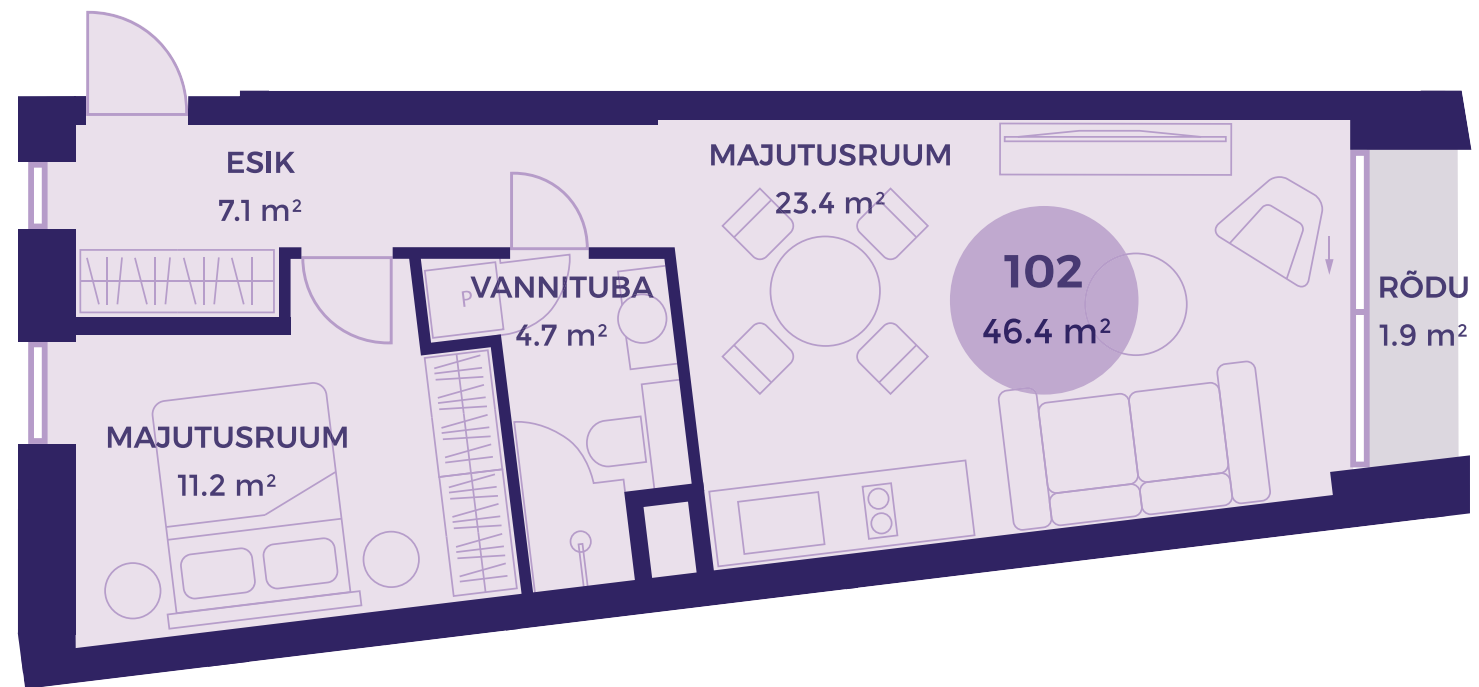 ESIK
7.1 m²
MAJUTUSRUUM
23.4 m²
102
46.4 m²
RÕDU
1.9 m²
P
VANNITUBA
4.7 m²
MAJUTUSRUUM
11.2 m²